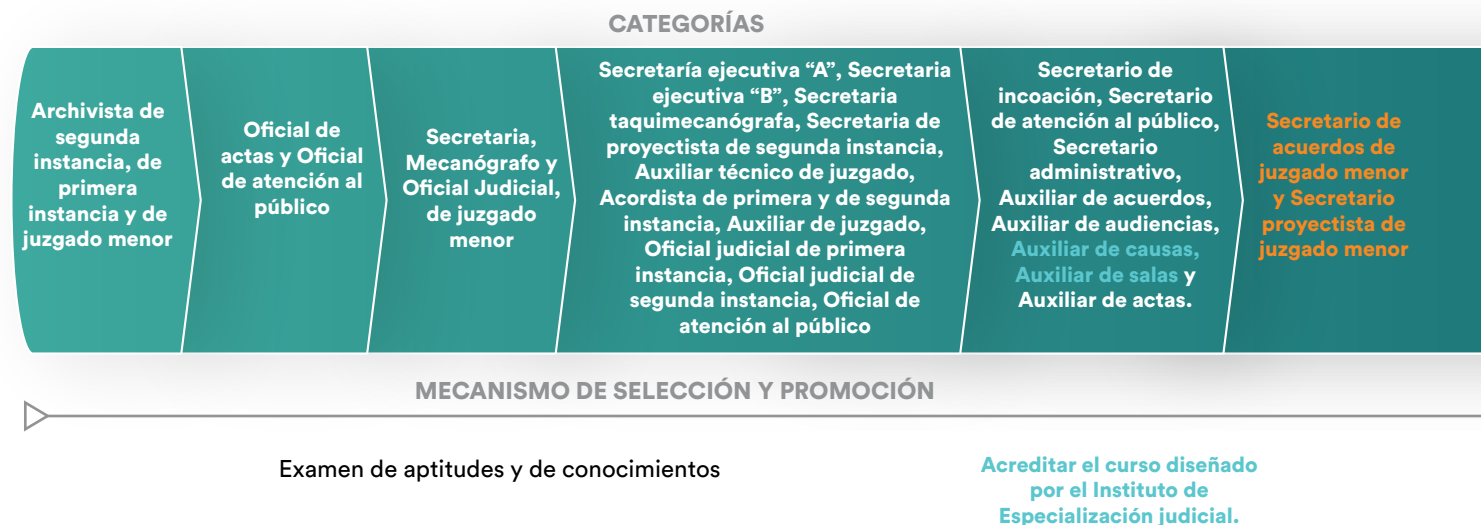 CATEGORÍAS
Archivista de
segunda
instancia, de
primera
instancia y de
juzgado menor
Oficial de
actas y Oficial
de atención al
público
Secretaria,
Mecanógrafo y
Oficial Judicial,
de juzgado
menor
Secretaría ejecutiva “A”, Secretaria
ejecutiva “B”, Secretaria
taquimecanógrafa, Secretaria de
proyectista de segunda instancia,
Auxiliar técnico de juzgado,
Acordista de primera y de segunda
instancia, Auxiliar de juzgado,
Oficial judicial de primera
instancia, Oficial judicial de
segunda instancia, Oficial de
atención al público
Secretario de
incoación, Secretario
de atención al público,
Secretario
administrativo,
Auxiliar de acuerdos,
Auxiliar de audiencias,
Auxiliar de causas,
Auxiliar de salas y
Auxiliar de actas.
Secretario de
acuerdos de
juzgado menor
y Secretario
proyectista de
juzgado menor
MECANISMO DE SELECCIÓN Y PROMOCIÓN
Examen de aptitudes y de conocimientos
Acreditar el curso diseñado
por el Instituto de
Especialización judicial.